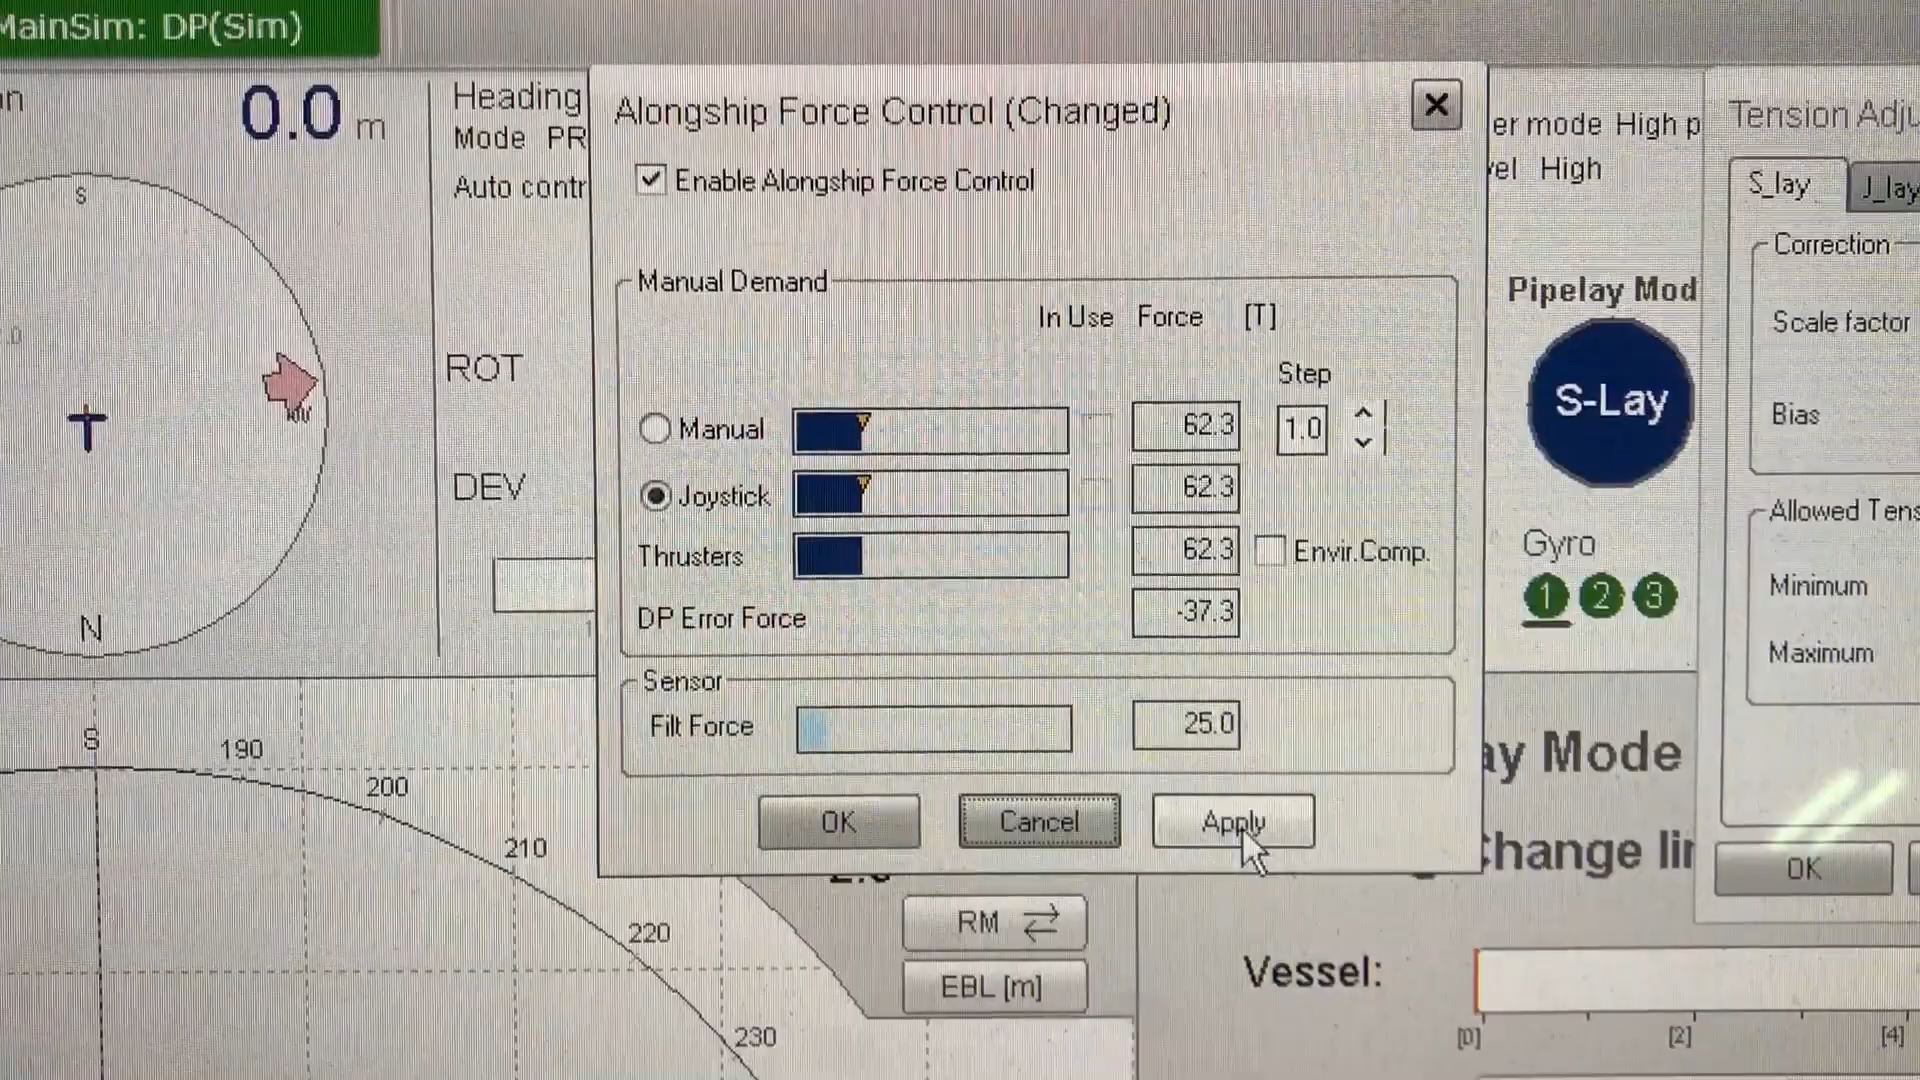 MainSim: DP(Sim)
0.0 m
S
N
Heading
Mode PR
Auto contr
ROT
DEV
Alongship Force Control (Changed)
Enable Alongship Force Control
Manual Demand
In Use Force [T]
Step
Manual 62.3 1.0
Joystick 62.3
Thrusters 62.3 Envir.Comp.
DP Error Force -37.3
Sensor
Filt Force 25.0
OK Cancel Apply
er mode High p
el High
Pipelay Mod
S-Lay
Gyro
1 2 3
Tension Adju
S_lay J_lay
Correction
Scale factor
Bias
Allowed Tens
Minimum
Maximum
OK
ay Mode
Change lin
S 190 200 210 220 230
RM
EBL [m]
Vessel:
[0] [2] [4]